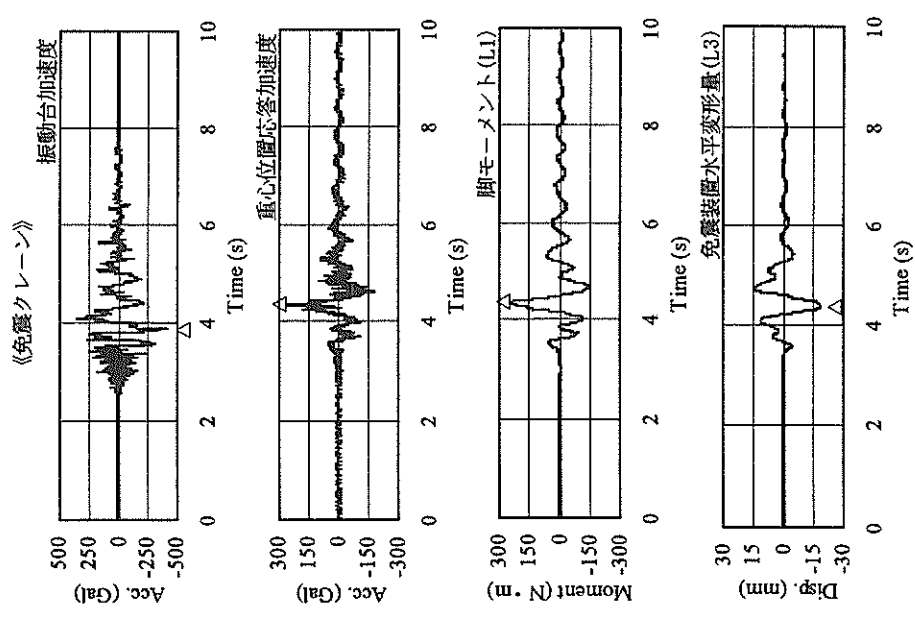 《免震クレーン》
振動台加速度
500
250
0
-250
-500
Acc. (Gal)
0 2 4 6 8 10
Time (s)
重心位置応答加速度
300
150
0
-150
-300
Acc. (Gal)
0 2 4 6 8 10
Time (s)
脚モーメント(L1)
300
150
0
-150
-300
Moment (N・m)
0 2 4 6 8 10
Time (s)
免震装置水平変形量(L3)
30
15
0
-15
-30
Disp. (mm)
0 2 4 6 8 10
Time (s)